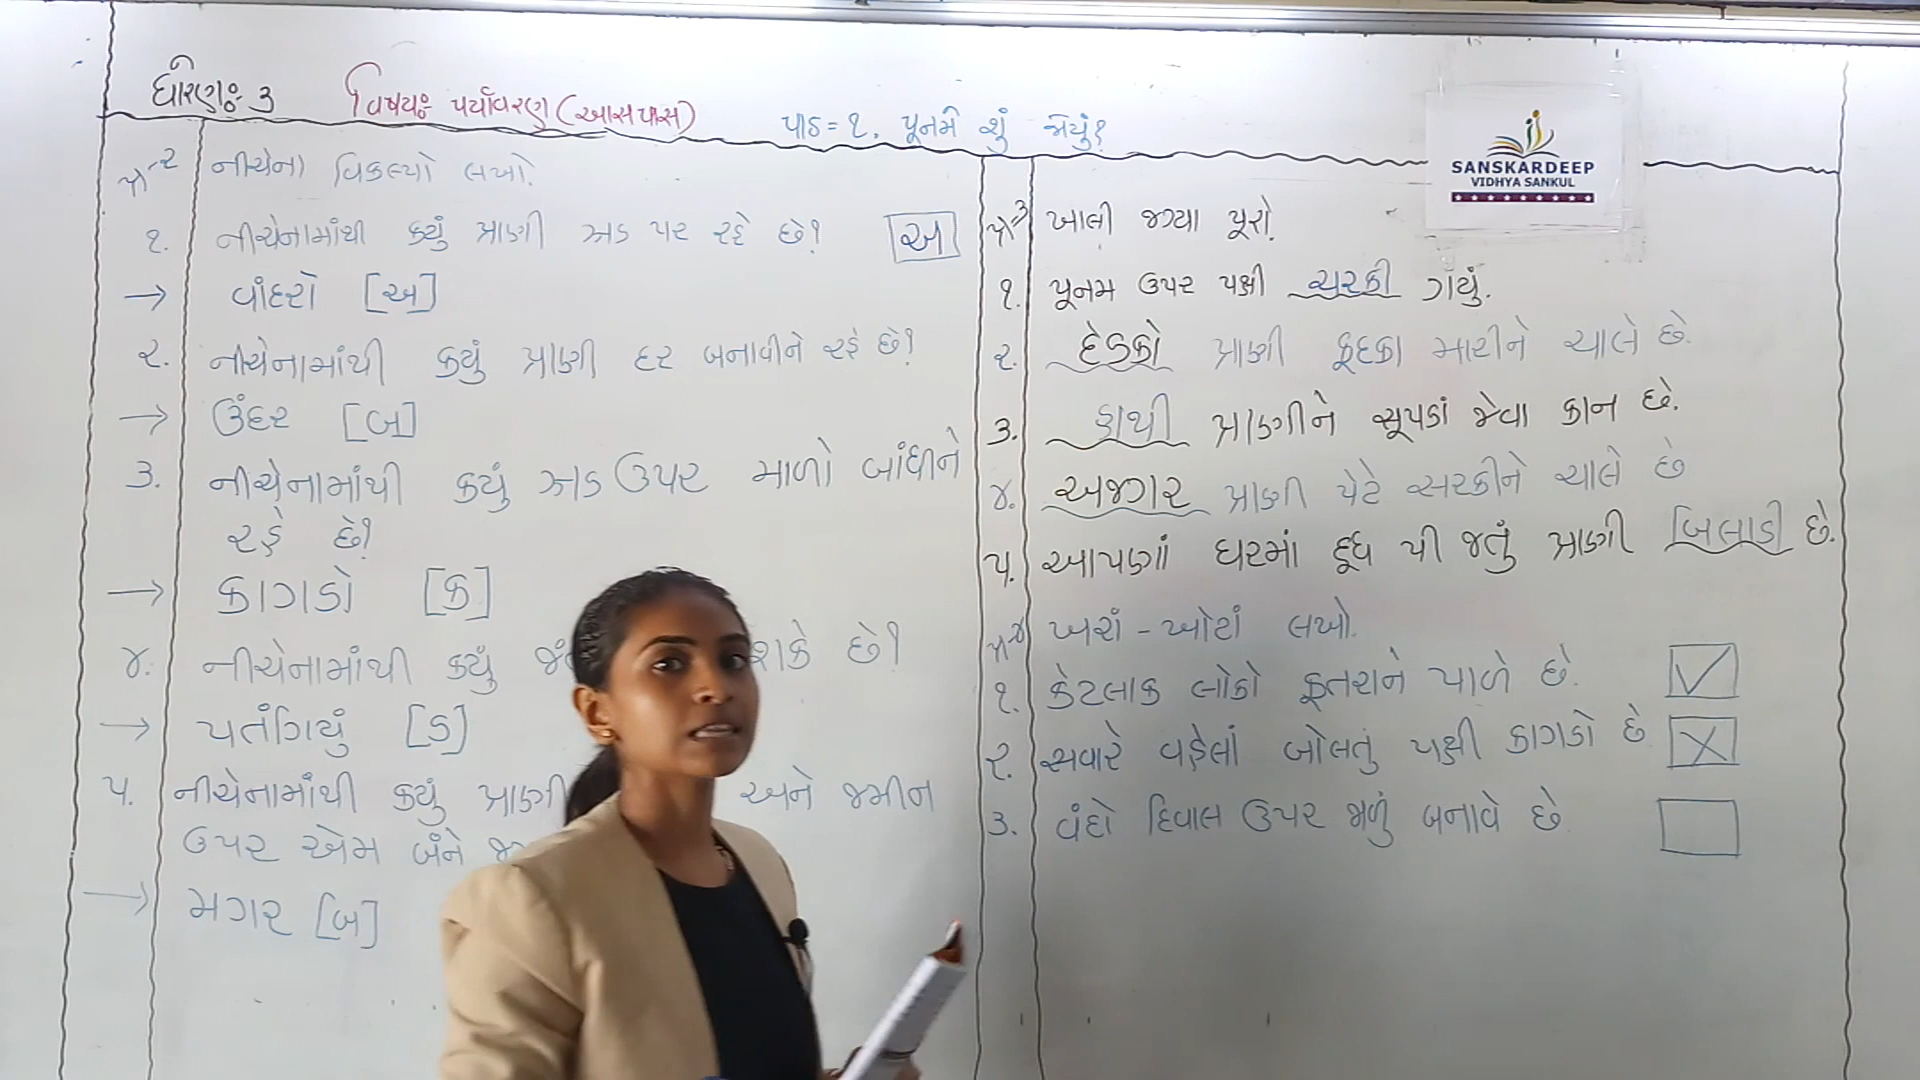 ધોરણઃ- 3
વિષયઃ પર્યાવરણ (આસપાસ)
પાઠ = ૧. પૂનમે શું જોયું?
પ્ર-૨ નીચેના વિકલ્પો લખો.
૧. નીચેનામાંથી કયું પ્રાણી ઝાડ પર રહે છે? [અ]
→ વાંદરો [અ]
૨. નીચેનામાંથી કયું પ્રાણી દર બનાવીને રહે છે?
→ ઉંદર [બ]
૩. નીચેનામાંથી કયું ઝાડ ઉપર માળો બાંધીને
રહે છે?
→ કાગડો [ક]
૪. નીચેનામાંથી કયું શકે છે?
→ પતંગિયું [ડ]
૫. નીચેનામાંથી કયું પ્રાણી અને જમીન
ઉપર એમ બંને
→ મગર [બ]
SANSKARDEEP
VIDHYA SANKUL
પ્ર-૩ ખાલી જગ્યા પૂરો.
૧. પૂનમ ઉપર પક્ષી ચરકી ગયું.
૨. દેડકો પ્રાણી કૂદકા મારીને ચાલે છે.
૩. હાથી પ્રાણીને સૂપડાં જેવા કાન છે.
૪. અજગર પ્રાણી પેટે સરકીને ચાલે છે
૫. આપણાં ઘરમાં દૂધ પી જતું પ્રાણી બિલાડી છે.
પ્ર-૪ ખરાં - ખોટાં લખો.
૧. કેટલાક લોકો કૂતરાને પાળે છે. ✓
૨. સવારે વહેલાં બોલતું પક્ષી કાગડો છે X
૩. વંદો દિવાલ ઉપર જાળું બનાવે છે